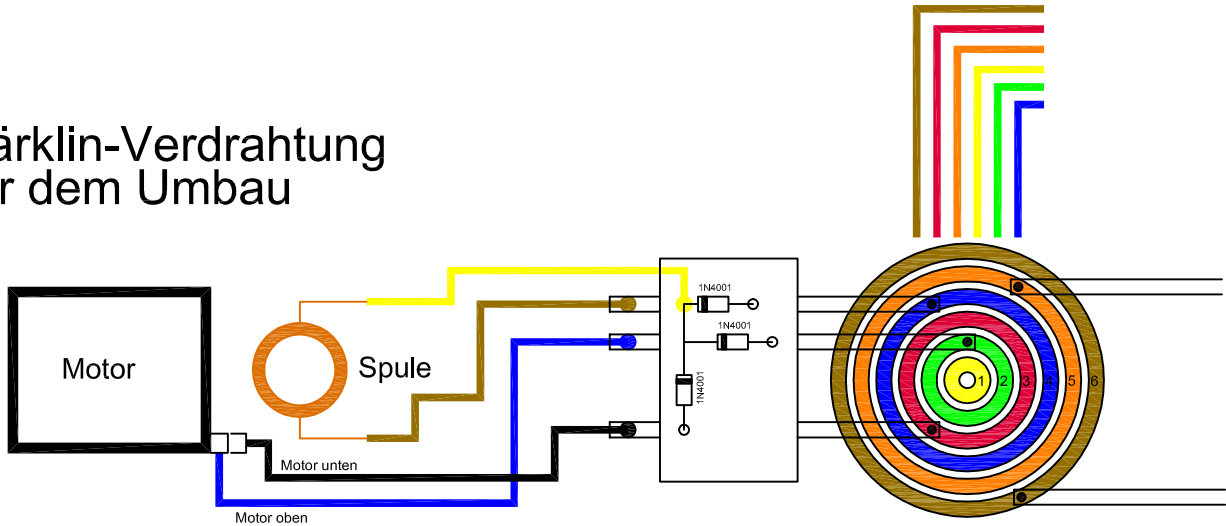 ärklin-Verdrahtung
r dem Umbau
Motor
Spule
Motor unten
Motor oben
1N4001
1N4001
1N4001
1 2 3 4 5 6